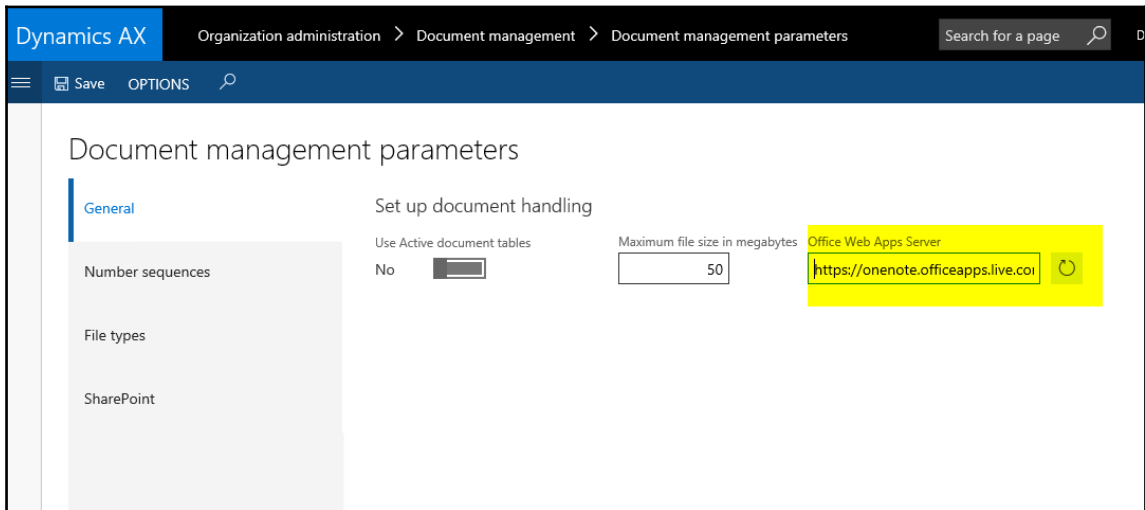 Dynamics AX Organization administration > Document management > Document management parameters Search for a page D
Save OPTIONS
Document management parameters
General
Number sequences
File types
SharePoint
Set up document handling
Use Active document tables Maximum file size in megabytes Office Web Apps Server
No 50 https://onenote.officeapps.live.co